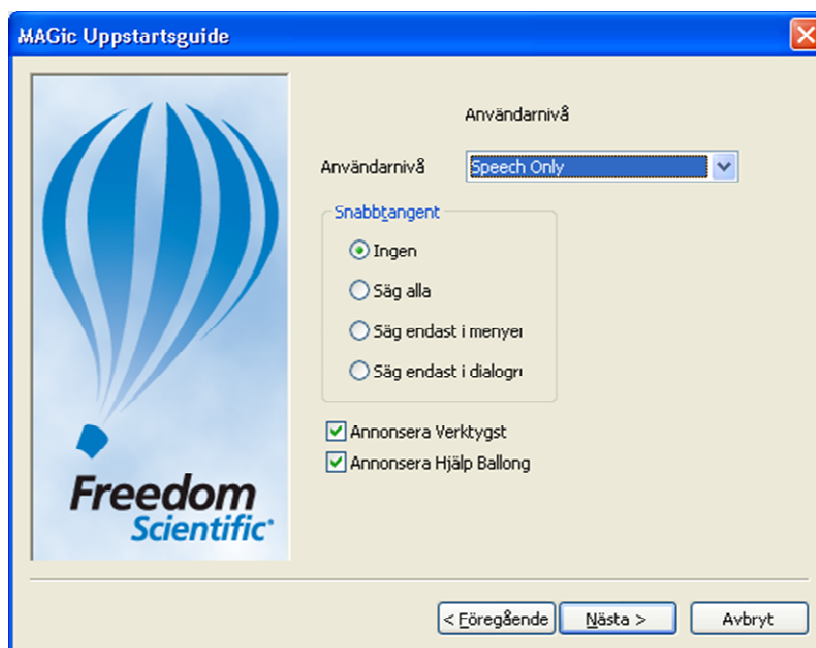 MAGic Uppstartsguide
Användarnivå
Användarnivå Speech Only
Snabbtangent
Ingen
Säg alla
Säg endast i menyer
Säg endast i dialogr
Annonsera Verktygst
Annonsera Hjälp Ballong
Freedom
Scientific
< Föregående Nästa > Avbryt